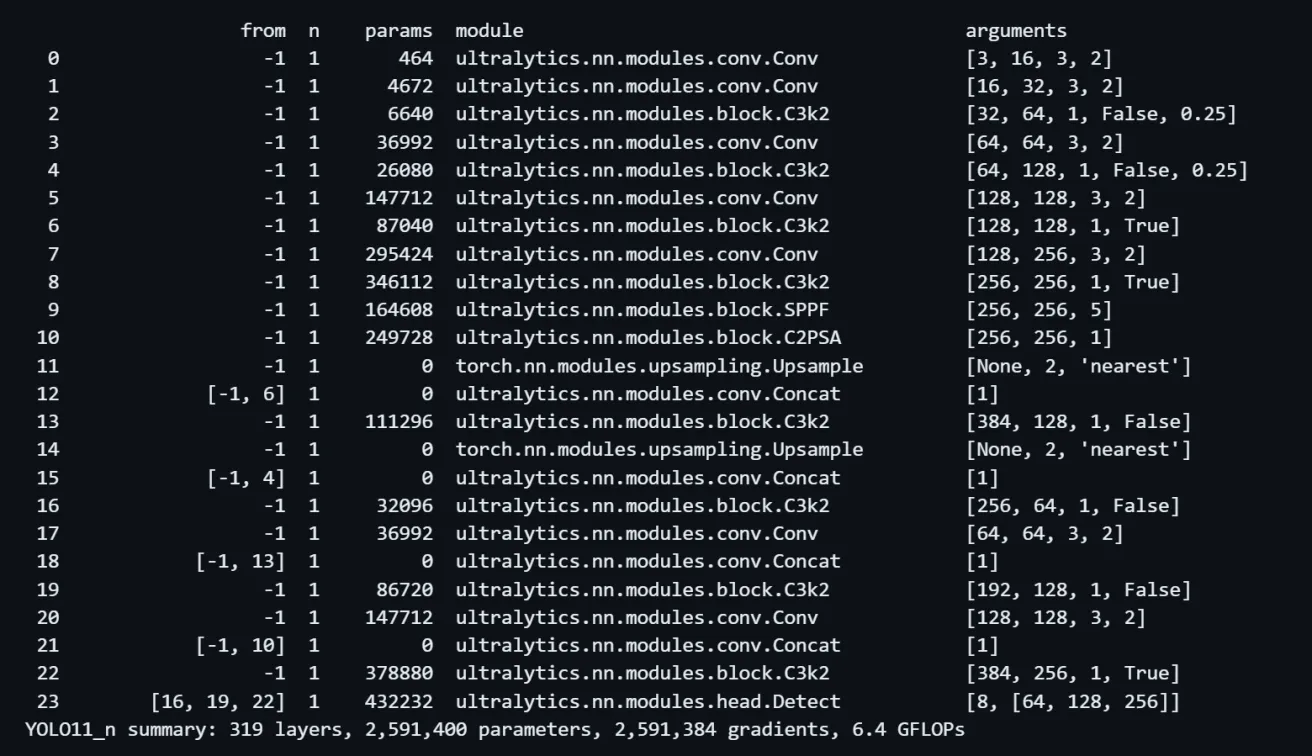 from n params module arguments
0 -1 1 464 ultralytics.nn.modules.conv.Conv [3, 16, 3, 2]
1 -1 1 4672 ultralytics.nn.modules.conv.Conv [16, 32, 3, 2]
2 -1 1 6640 ultralytics.nn.modules.block.C3k2 [32, 64, 1, False, 0.25]
3 -1 1 36992 ultralytics.nn.modules.conv.Conv [64, 64, 3, 2]
4 -1 1 26080 ultralytics.nn.modules.block.C3k2 [64, 128, 1, False, 0.25]
5 -1 1 147712 ultralytics.nn.modules.conv.Conv [128, 128, 3, 2]
6 -1 1 87040 ultralytics.nn.modules.block.C3k2 [128, 128, 1, True]
7 -1 1 295424 ultralytics.nn.modules.conv.Conv [128, 256, 3, 2]
8 -1 1 346112 ultralytics.nn.modules.block.C3k2 [256, 256, 1, True]
9 -1 1 164608 ultralytics.nn.modules.block.SPPF [256, 256, 5]
10 -1 1 249728 ultralytics.nn.modules.block.C2PSA [256, 256, 1]
11 -1 1 0 torch.nn.modules.upsampling.Upsample [None, 2, 'nearest']
12 [-1, 6] 1 0 ultralytics.nn.modules.conv.Concat [1]
13 -1 1 111296 ultralytics.nn.modules.block.C3k2 [384, 128, 1, False]
14 -1 1 0 torch.nn.modules.upsampling.Upsample [None, 2, 'nearest']
15 [-1, 4] 1 0 ultralytics.nn.modules.conv.Concat [1]
16 -1 1 32096 ultralytics.nn.modules.block.C3k2 [256, 64, 1, False]
17 -1 1 36992 ultralytics.nn.modules.conv.Conv [64, 64, 3, 2]
18 [-1, 13] 1 0 ultralytics.nn.modules.conv.Concat [1]
19 -1 1 86720 ultralytics.nn.modules.block.C3k2 [192, 128, 1, False]
20 -1 1 147712 ultralytics.nn.modules.conv.Conv [128, 128, 3, 2]
21 [-1, 10] 1 0 ultralytics.nn.modules.conv.Concat [1]
22 -1 1 378880 ultralytics.nn.modules.block.C3k2 [384, 256, 1, True]
23 [16, 19, 22] 1 432232 ultralytics.nn.modules.head.Detect [8, [64, 128, 256]]
YOLO11_n summary: 319 layers, 2,591,400 parameters, 2,591,384 gradients, 6.4 GFLOPs